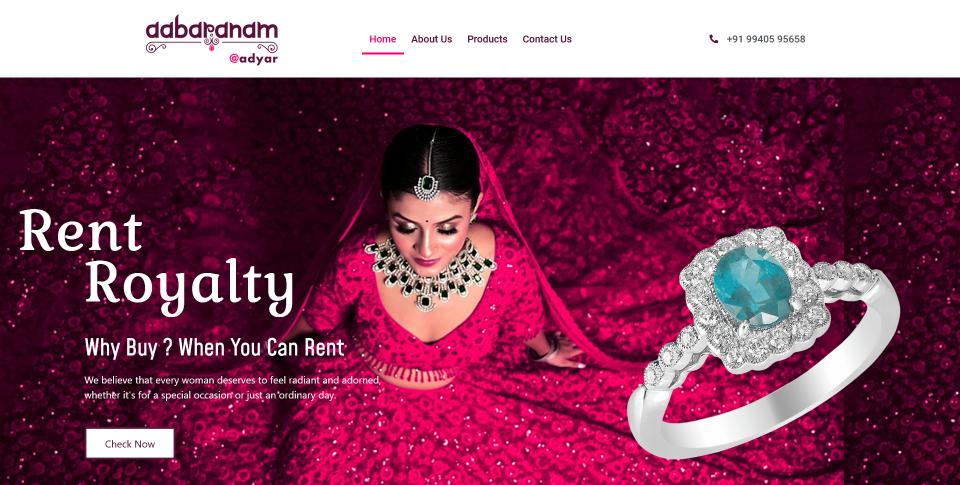 aabaranam
@adyar
Home About Us Products Contact Us +91 99405 95658
Rent
Royalty
Why Buy ? When You Can Rent
We believe that every woman deserves to feel radiant and adorned,
whether it's for a special occasion or just an ordinary day.
Check Now